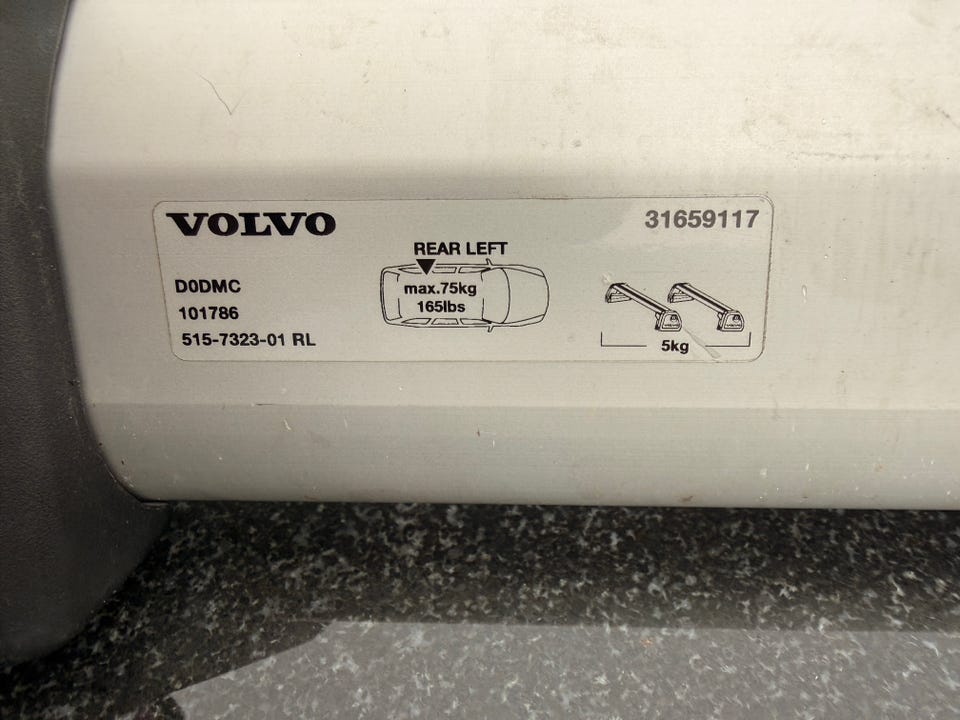 VOLVO
31659117
REAR LEFT
max.75kg
165lbs
D0DMC
101786
515-7323-01 RL
5kg